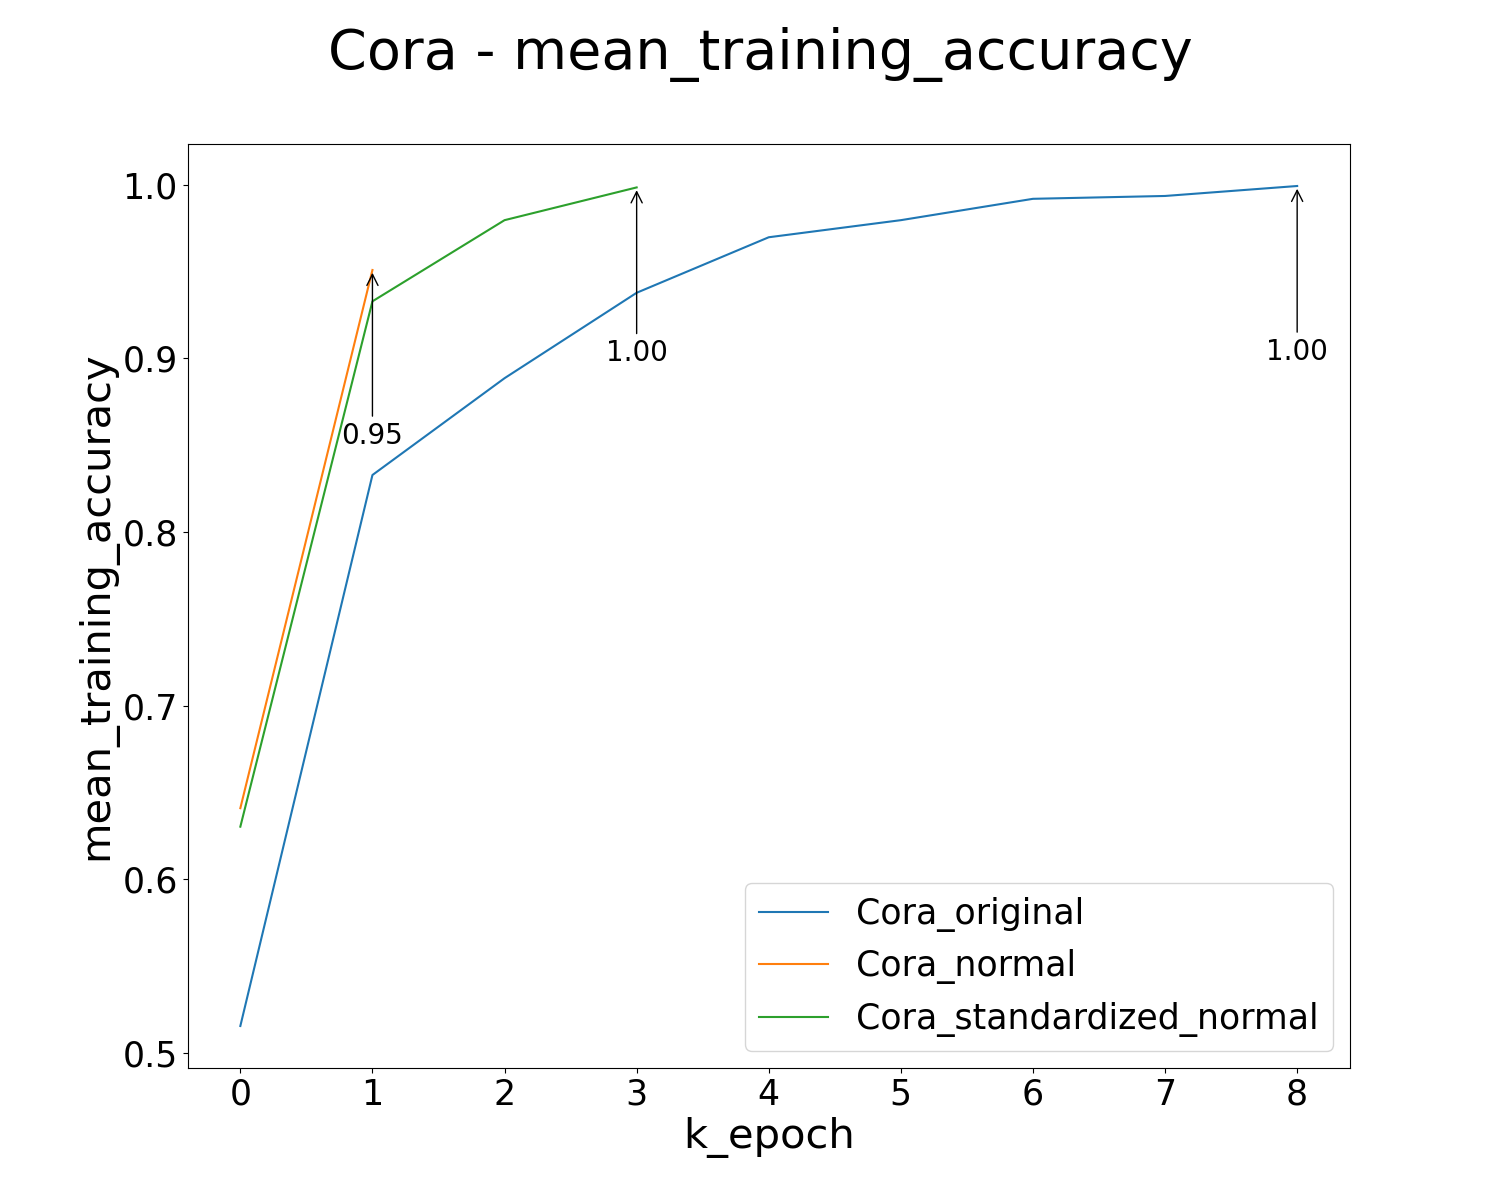 Cora - mean_training_accuracy
mean_training_accuracy
1.0
0.9
0.8
0.7
0.6
0.5
0.95
1.00
1.00
Cora_original
Cora_normal
Cora_standardized_normal
0 1 2 3 4 5 6 7 8
k_epoch